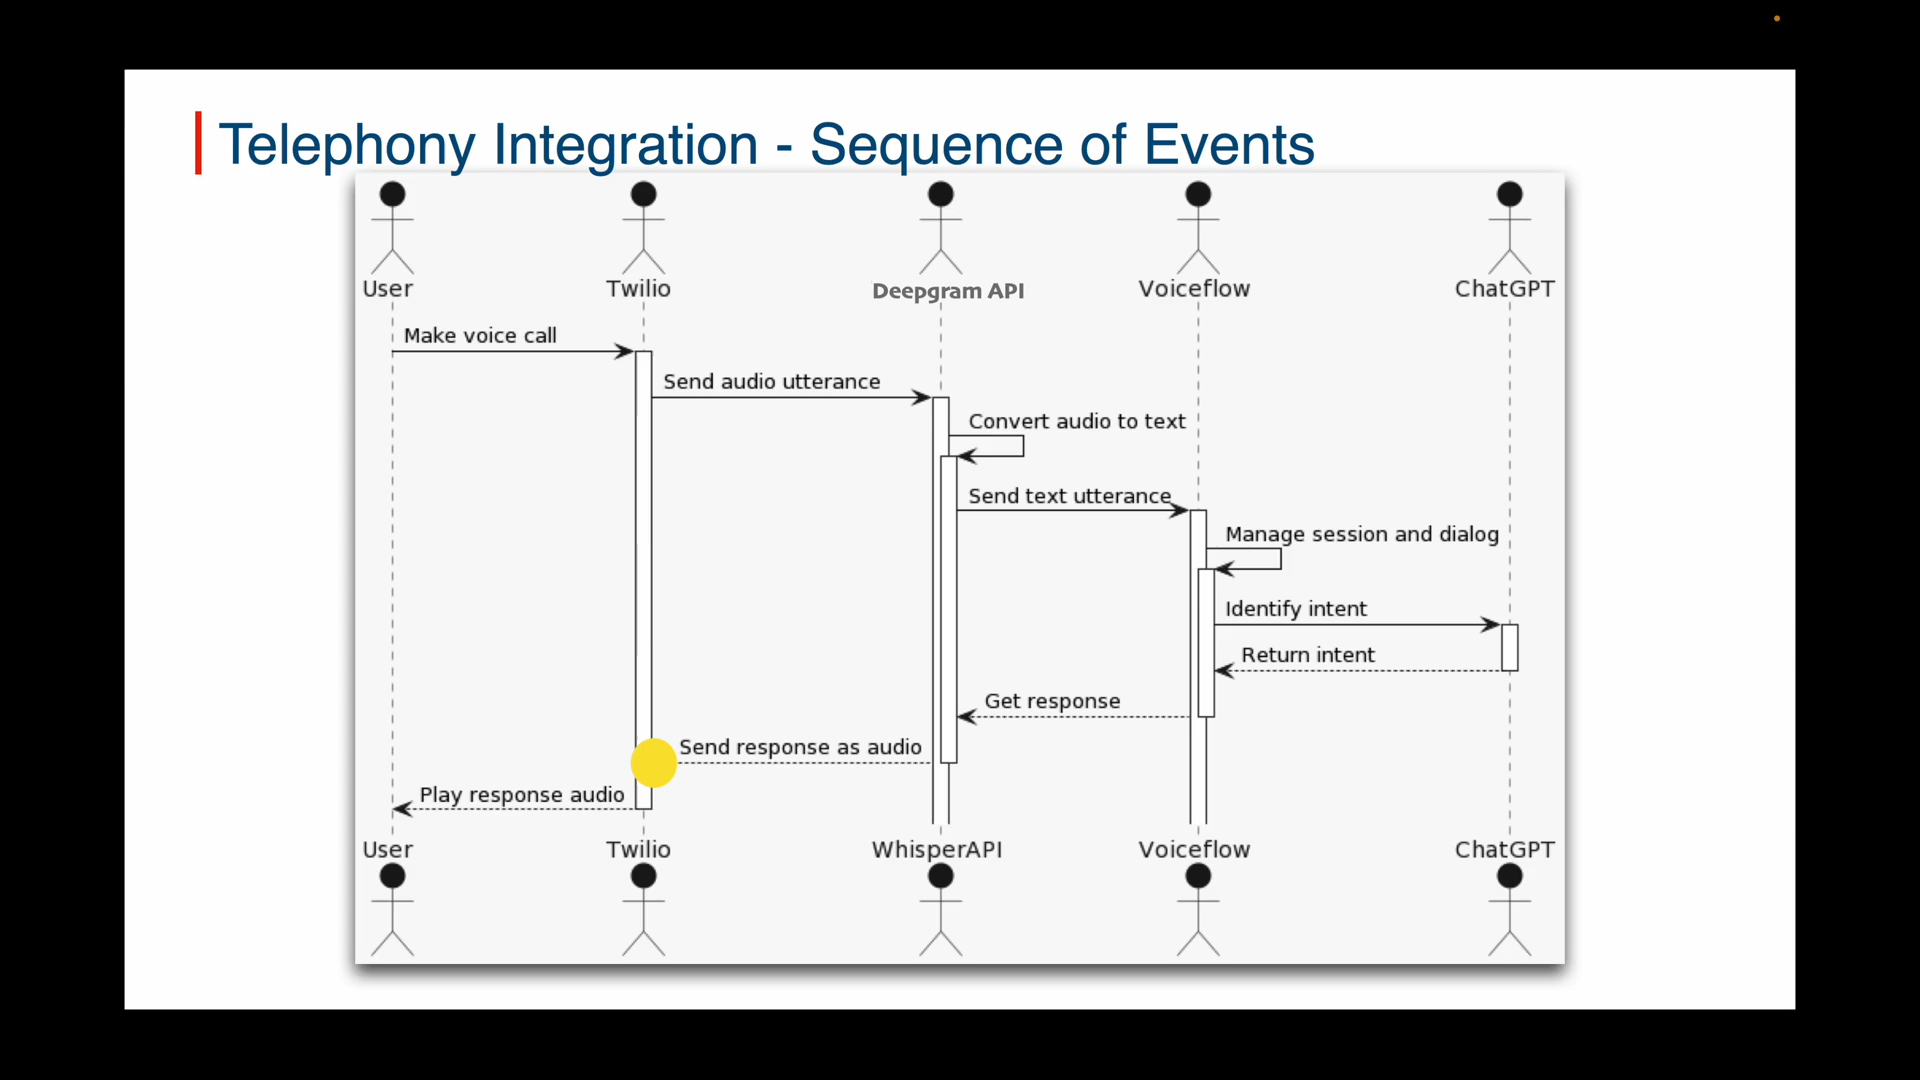 Telephony Integration - Sequence of Events
User
Twilio
Deepgram API
Voiceflow
ChatGPT
Make voice call
Send audio utterance
Convert audio to text
Send text utterance
Manage session and dialog
Identify intent
Return intent
Get response
Send response as audio
Play response audio
User
Twilio
WhisperAPI
Voiceflow
ChatGPT